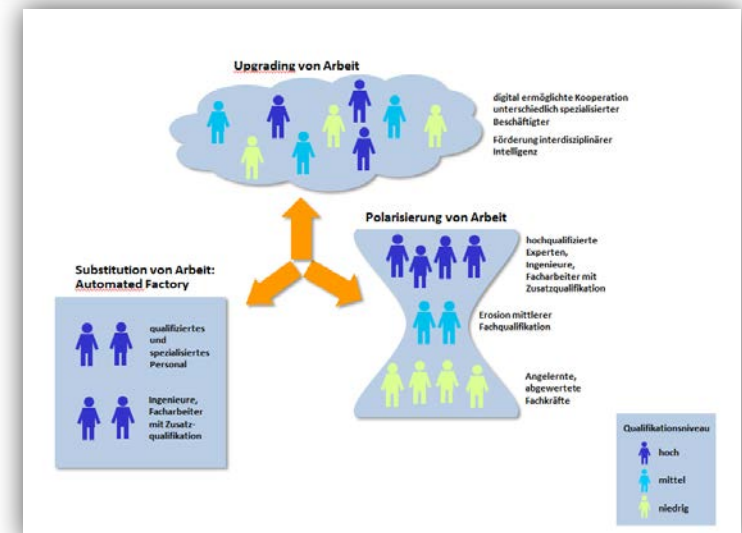 Upgrading von Arbeit
digital ermöglichte Kooperation
unterschiedlich spezialisierter
Beschäftigter
Förderung interdisziplinärer
Intelligenz
Polarisierung von Arbeit
hochqualifizierte
Experten,
Ingenieure,
Facharbeiter mit
Zusatzqualifikation
Erosion mittlerer
Fachqualifikation
Angelernte,
abgewertete
Fachkräfte
Substitution von Arbeit:
Automated Factory
qualifiziertes
und
spezialisiertes
Personal
Ingenieure,
Facharbeiter
mit Zusatz-
qualifikation
Qualifikationsniveau
hoch
mittel
niedrig